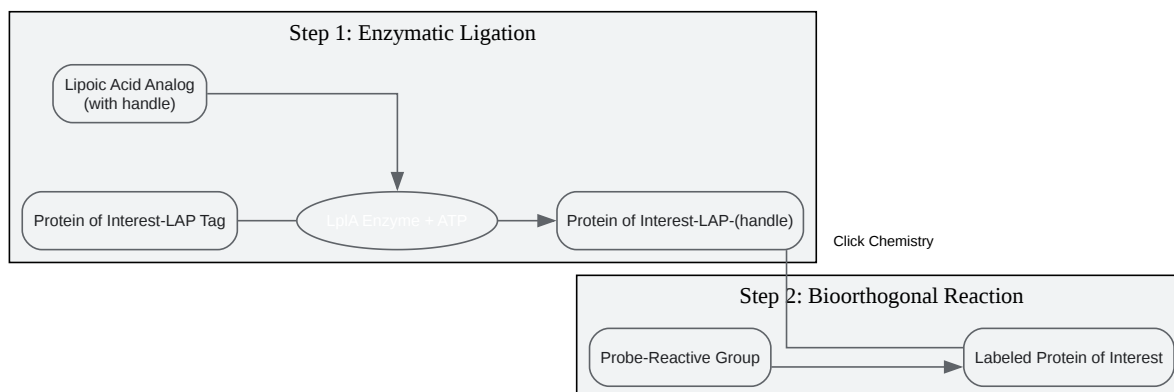 Step 1: Enzymatic Ligation
Lipoic Acid Analog
(with handle)
Protein of Interest-LAP Tag
LplA Enzyme + ATP
Protein of Interest-LAP-(handle)
Click Chemistry
Step 2: Bioorthogonal Reaction
Probe-Reactive Group
Labeled Protein of Interest